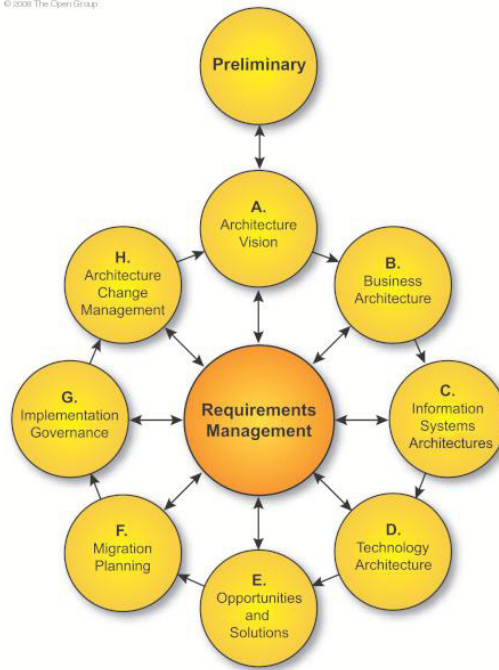 © 2008 The Open Group
Preliminary
A.
Architecture
Vision
B.
Business
Architecture
C.
Information
Systems
Architectures
D.
Technology
Architecture
E.
Opportunities
and
Solutions
F.
Migration
Planning
G.
Implementation
Governance
H.
Architecture
Change
Management
Requirements
Management